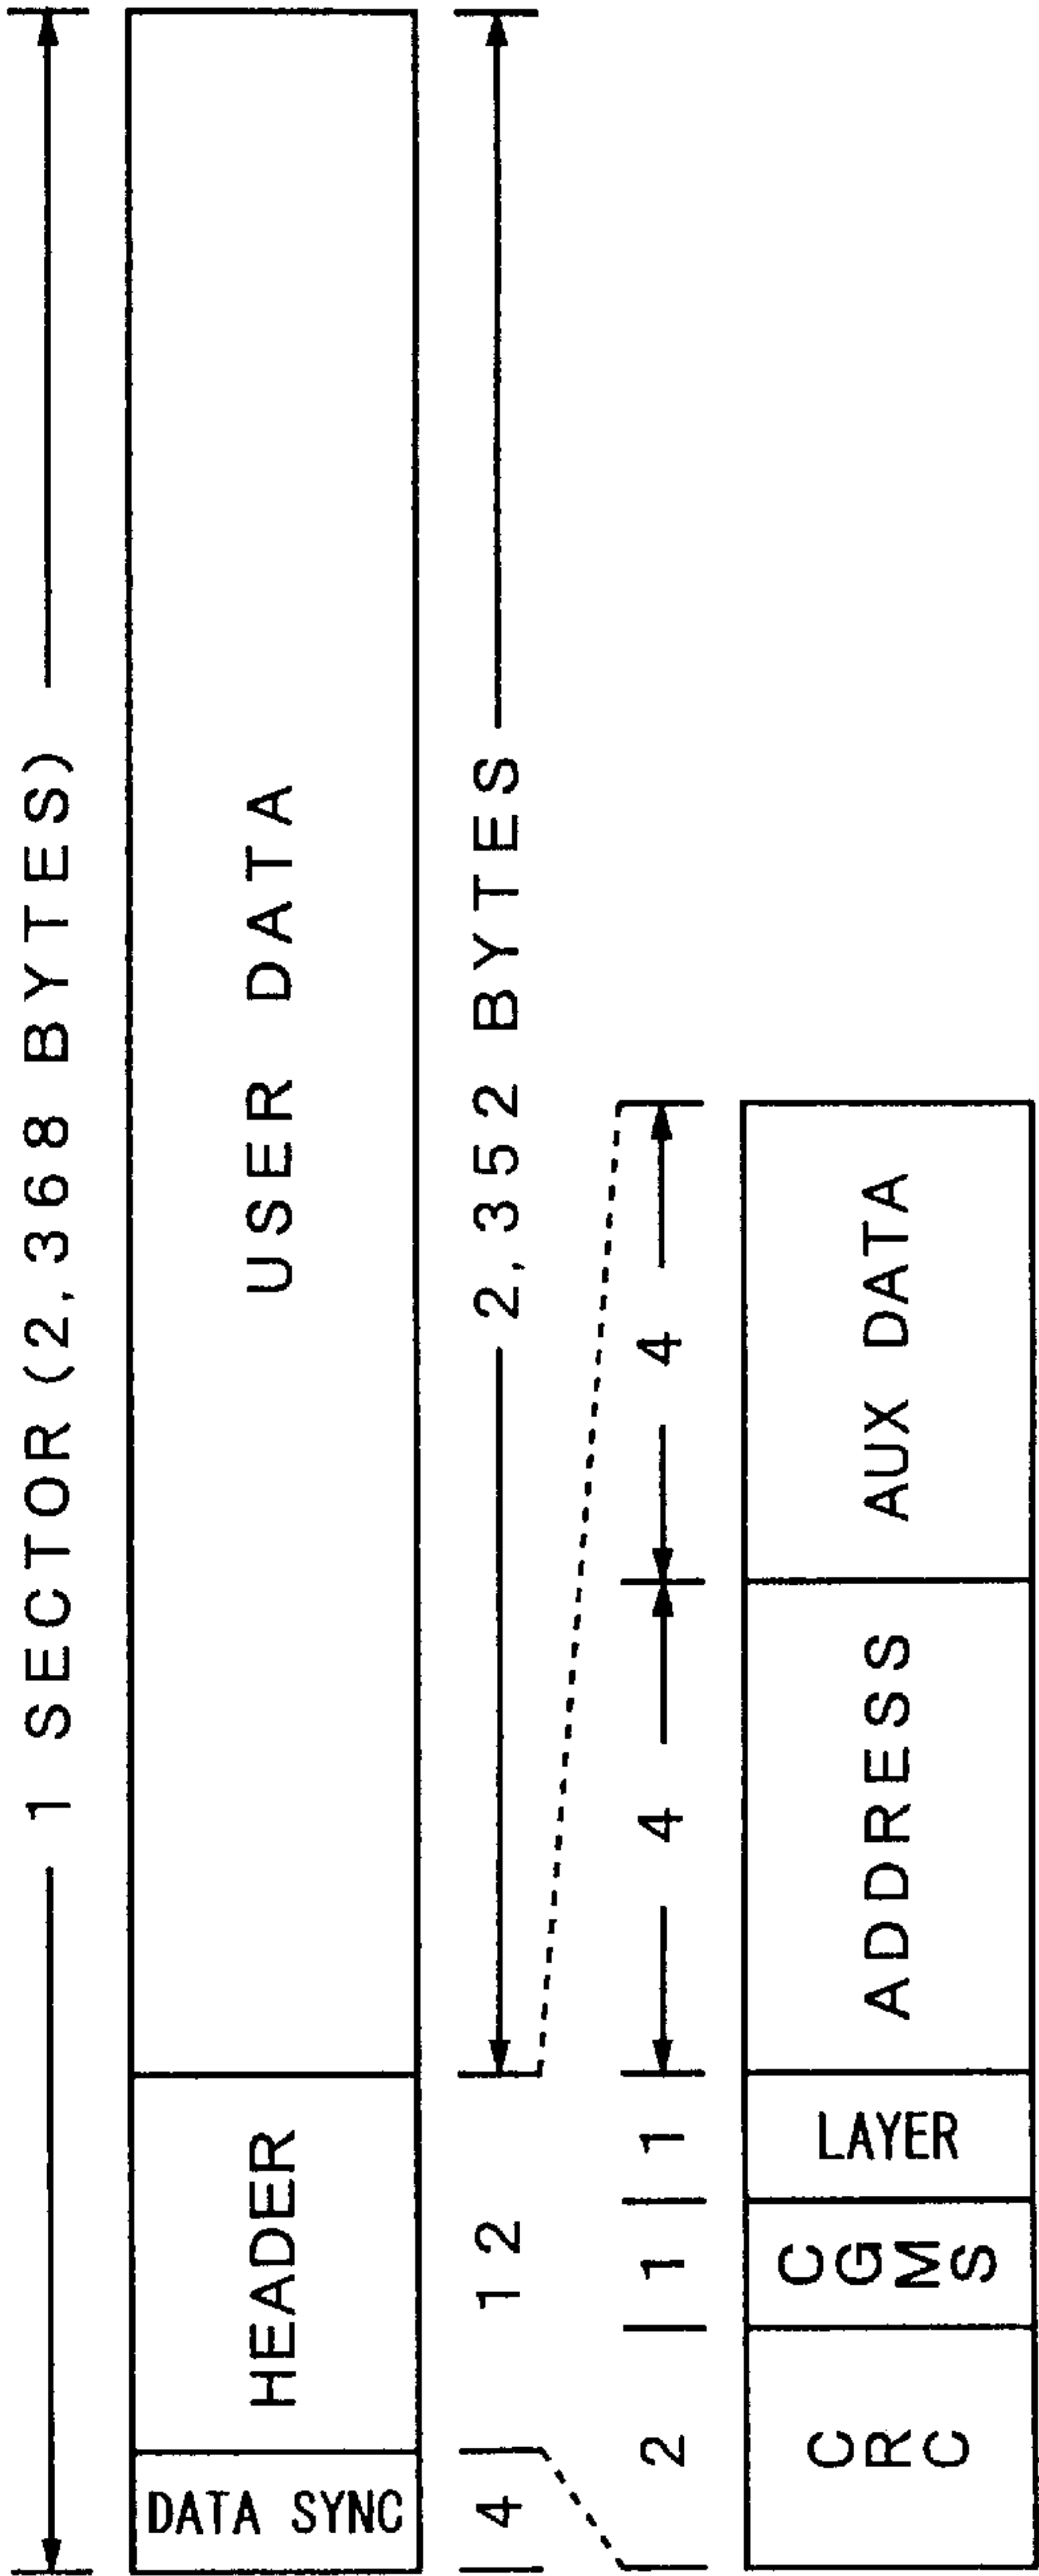 1 SECTOR (2,368 BYTES)
DATA SYNC
HEADER
USER DATA
4
12
2,352 BYTES
2
1
1
4
4
CRC
CGMS
LAYER
ADDRESS
AUX DATA